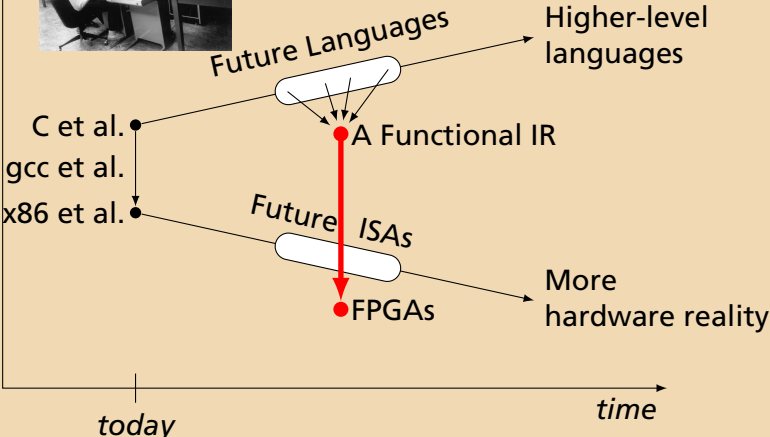 Higher-level
languages
Future Languages
C et al.
A Functional IR
gcc et al.
x86 et al.
Future ISAs
More
hardware reality
FPGAs
time
today